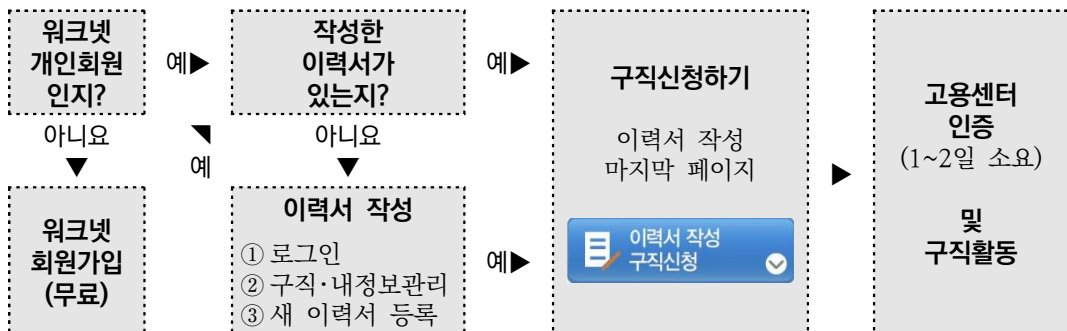 워크넷
개인회원
인지?
예▶
작성한
이력서가
있는지?
예▶
아니요
▼
예
아니요
▼
워크넷
회원가입
(무료)
이력서 작성
① 로그인
② 구직·내정보관리
③ 새 이력서 등록
예▶
구직신청하기
이력서 작성
마지막 페이지
이력서 작성
구직신청
▶
고용센터
인증
(1~2일 소요)
및
구직활동